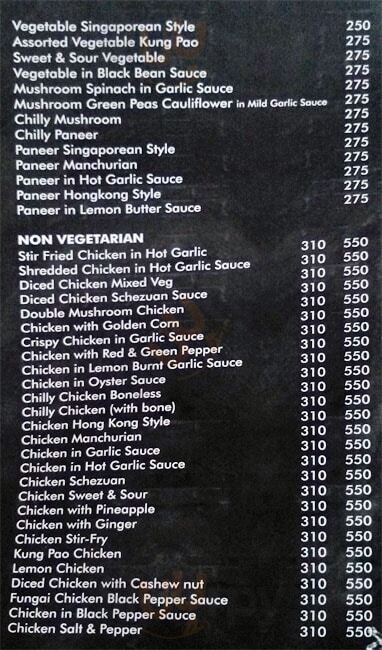 Vegetable Singaporean Style 250
Assorted Vegetable Kung Pao 275
Sweet & Sour Vegetable 275
Vegetable in Black Bean Sauce 275
Mushroom Spinach in Garlic Sauce 275
Mushroom Green Peas Cauliflower in Mild Garlic Sauce 275
Chilly Mushroom 275
Chilly Paneer 275
Paneer Singaporean Style 275
Paneer Manchurian 275
Paneer in Hot Garlic Sauce 275
Paneer Hongkong Style 275
Paneer in Lemon Butter Sauce 275
NON VEGETARIAN
Stir Fried Chicken in Hot Garlic 310 550
Shredded Chicken in Hot Garlic Sauce 310 550
Diced Chicken Mixed Veg 310 550
Diced Chicken Schezuan Sauce 310 550
Double Mushroom Chicken 310 550
Chicken with Golden Corn 310 550
Crispy Chicken in Garlic Sauce 310 550
Chicken with Red & Green Pepper 310 550
Chicken in Lemon Burnt Garlic Sauce 310 550
Chicken in Oyster Sauce 310 550
Chilly Chicken Boneless 310 550
Chilly Chicken (with bone) 310 550
Chicken Hong Kong Style 310 550
Chicken Manchurian 310 550
Chicken in Garlic Sauce 310 550
Chicken in Hot Garlic Sauce 310 550
Chicken Schezuan 310 550
Chicken Sweet & Sour 310 550
Chicken with Pineapple 310 550
Chicken with Ginger 310 550
Chicken Stir-Fry 310 550
Kung Pao Chicken 310 550
Lemon Chicken 310 550
Diced Chicken with Cashew nut 310 550
Fungai Chicken Black Pepper Sauce 310 550
Chicken in Black Pepper Sauce 310 550
Chicken Salt & Pepper 310 550